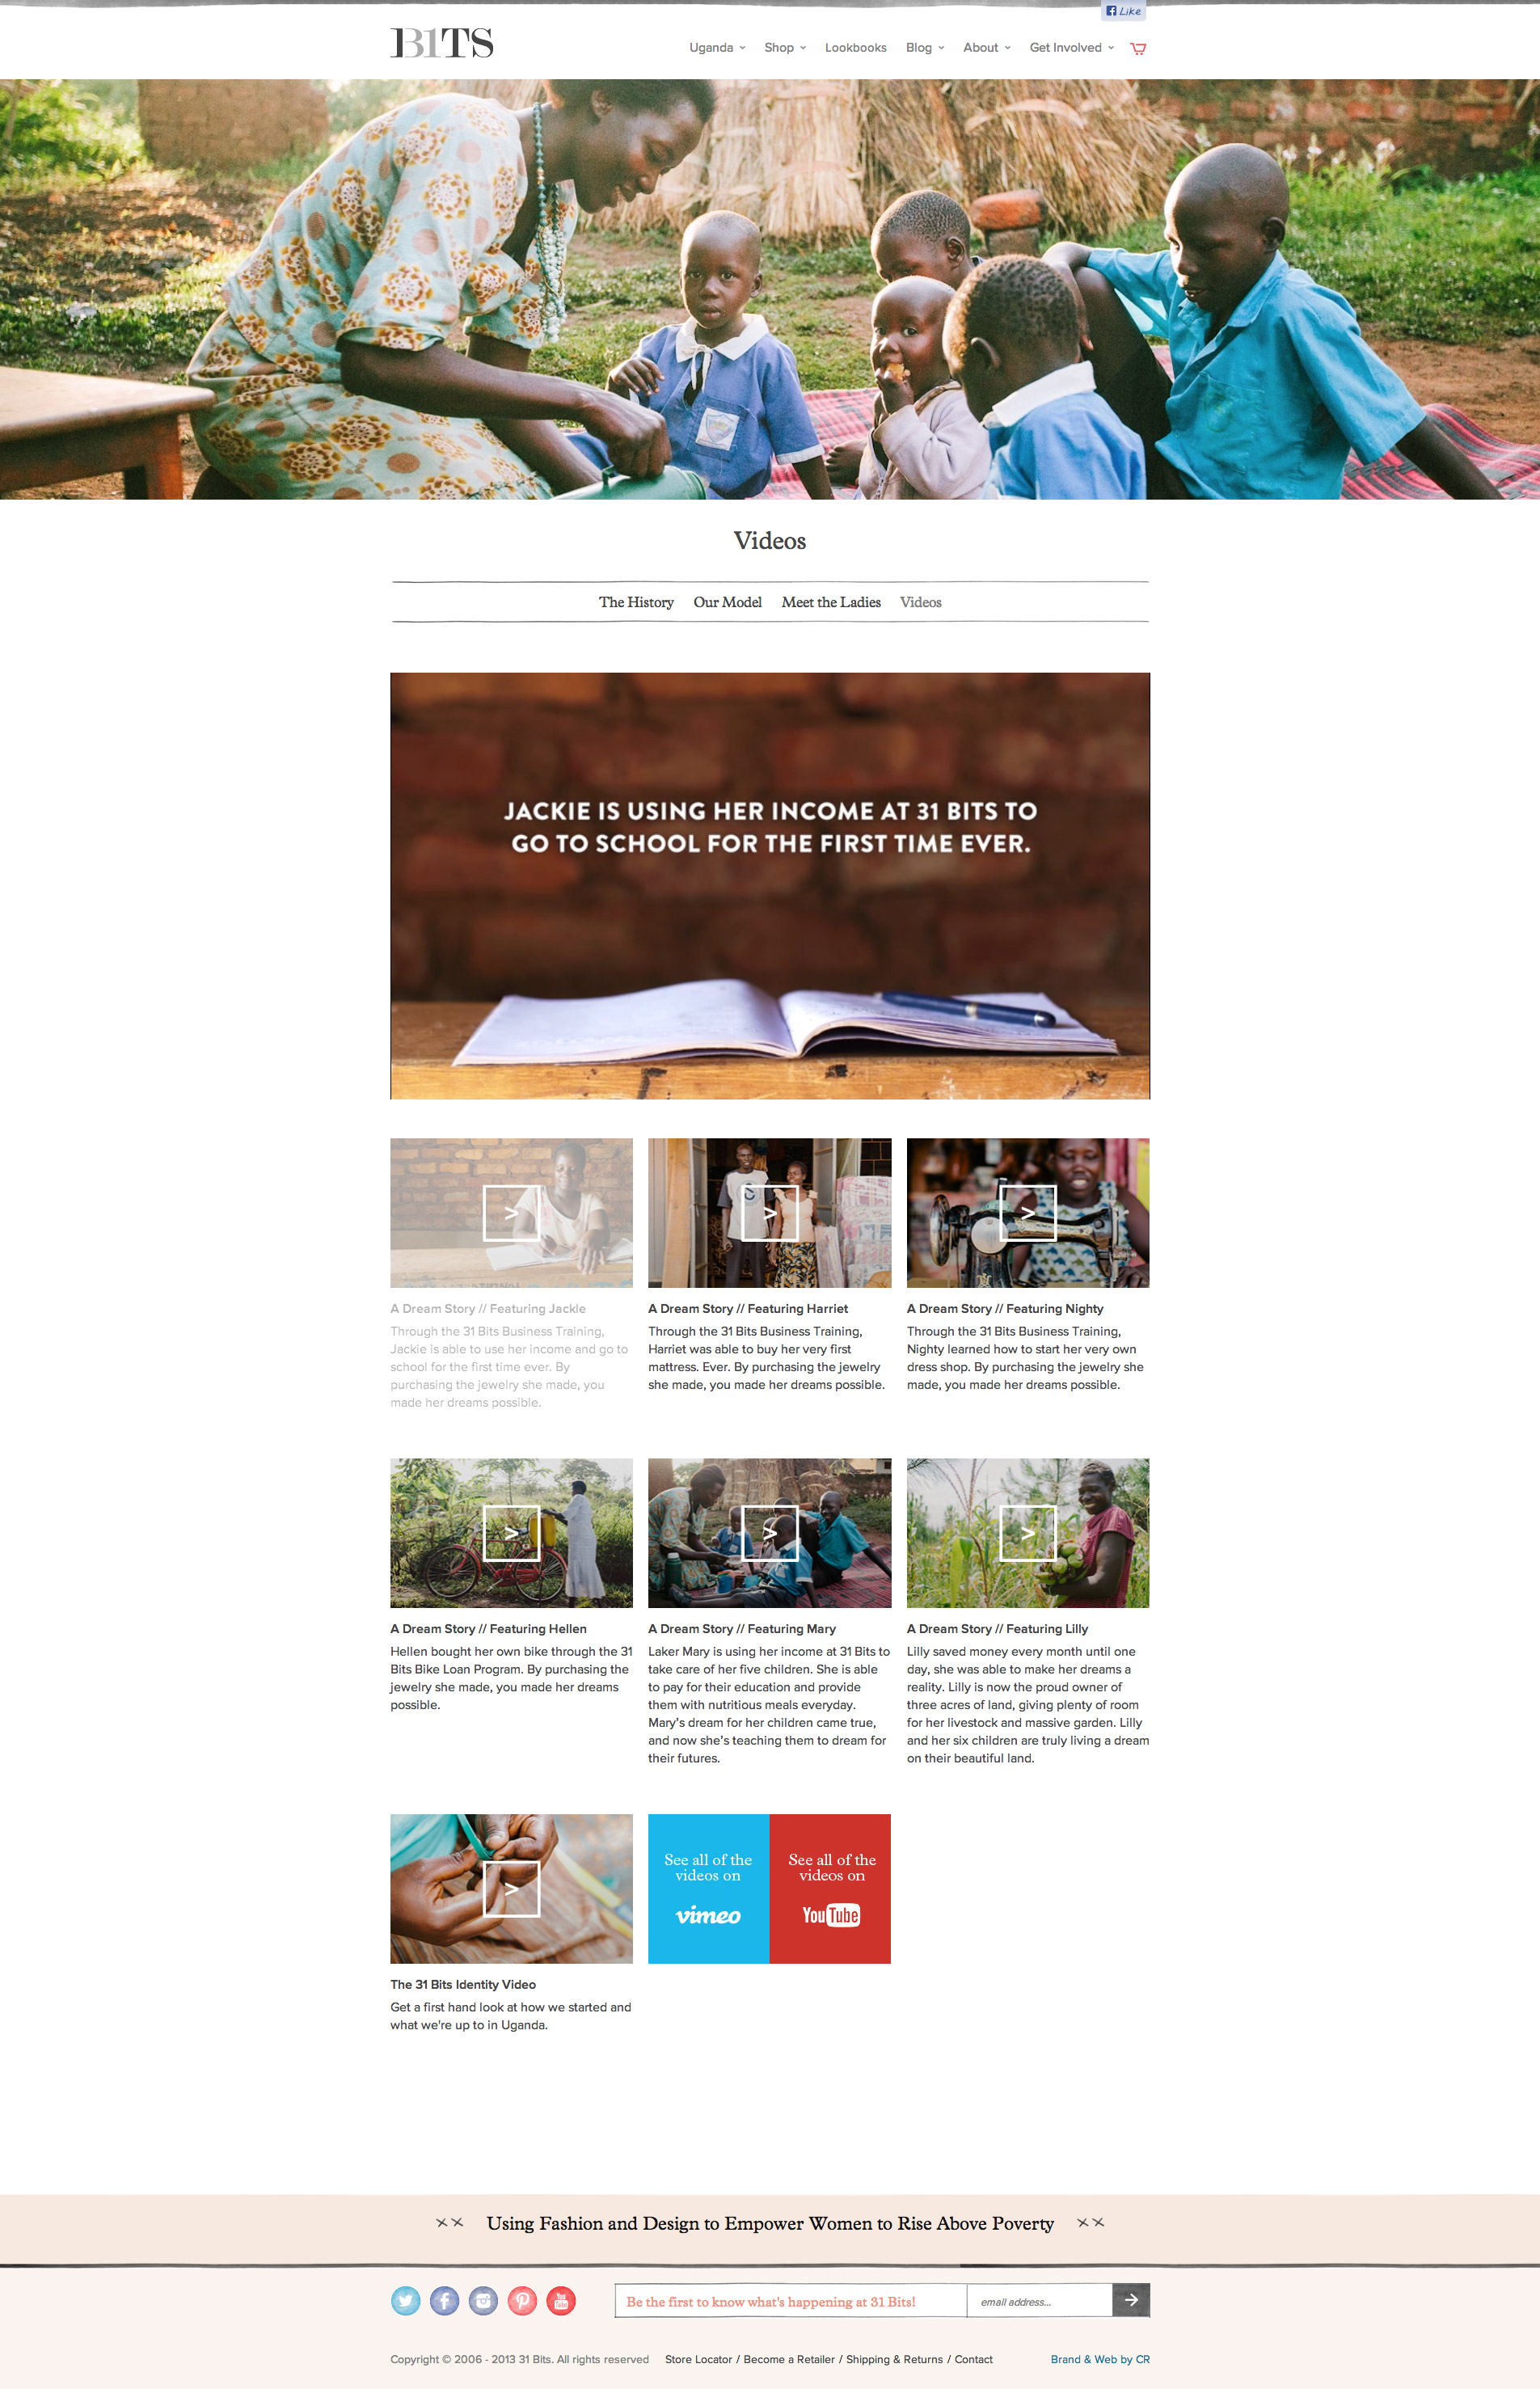 Like
31 BITS
Uganda Shop Lookbooks Blog About Get Involved
Videos
The History Our Model Meet the Ladies Videos
JACKIE IS USING HER INCOME AT 31 BITS TO
GO TO SCHOOL FOR THE FIRST TIME EVER.
A Dream Story // Featuring Jackie
Through the 31 Bits Business Training,
Jackie is able to use her income and go to
school for the first time ever. By
purchasing the jewelry she made, you
made her dreams possible.
A Dream Story // Featuring Harriet
Through the 31 Bits Business Training,
Harriet was able to buy her very first
mattress. Ever. By purchasing the jewelry
she made, you made her dreams possible.
A Dream Story // Featuring Nighty
Through the 31 Bits Business Training,
Nighty learned how to start her very own
dress shop. By purchasing the jewelry she
made, you made her dreams possible.
A Dream Story // Featuring Hellen
Hellen bought her own bike through the 31
Bits Bike Loan Program. By purchasing the
jewelry she made, you made her dreams
possible.
A Dream Story // Featuring Mary
Laker Mary is using her income at 31 Bits to
take care of her five children. She is able
to pay for their education and provide
them with nutritious meals everyday.
Mary's dream for her children came true,
and now she's teaching them to dream for
their futures.
A Dream Story // Featuring Lilly
Lilly saved money every month until one
day, she was able to make her dreams a
reality. Lilly is now the proud owner of
three acres of land, giving plenty of room
for her livestock and massive garden. Lilly
and her six children are truly living a dream
on their beautiful land.
The 31 Bits Identity Video
Get a first hand look at how we started and
what we're up to in Uganda.
See all of the
videos on
vimeo
See all of the
videos on
YouTube
Using Fashion and Design to Empower Women to Rise Above Poverty
Be the first to know what's happening at 31 Bits!
email address...
Copyright © 2006 - 2013 31 Bits. All rights reserved
Store Locator / Become a Retailer / Shipping & Returns / Contact
Brand & Web by CR